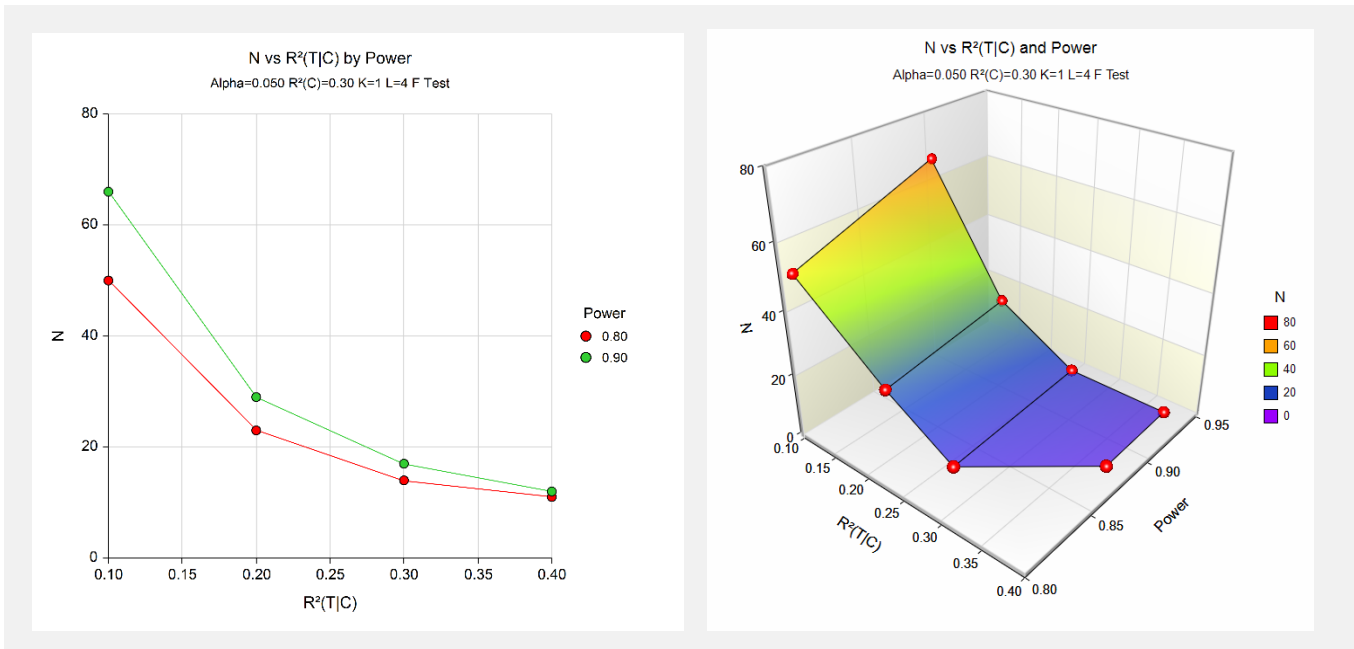 N vs R²(T|C) by Power
Alpha=0.050 R²(C)=0.30 K=1 L=4 F Test
80
60
40
20
0
N
0.10 0.15 0.20 0.25 0.30 0.35 0.40
R²(T|C)
Power
0.80
0.90
N vs R²(T|C) and Power
Alpha=0.050 R²(C)=0.30 K=1 L=4 F Test
80
60
40
20
0
N
0.10
0.15
0.20
0.25
0.30
0.35
0.40
R²(T|C)
0.80
0.85
0.90
0.95
Power
N
80
60
40
20
0